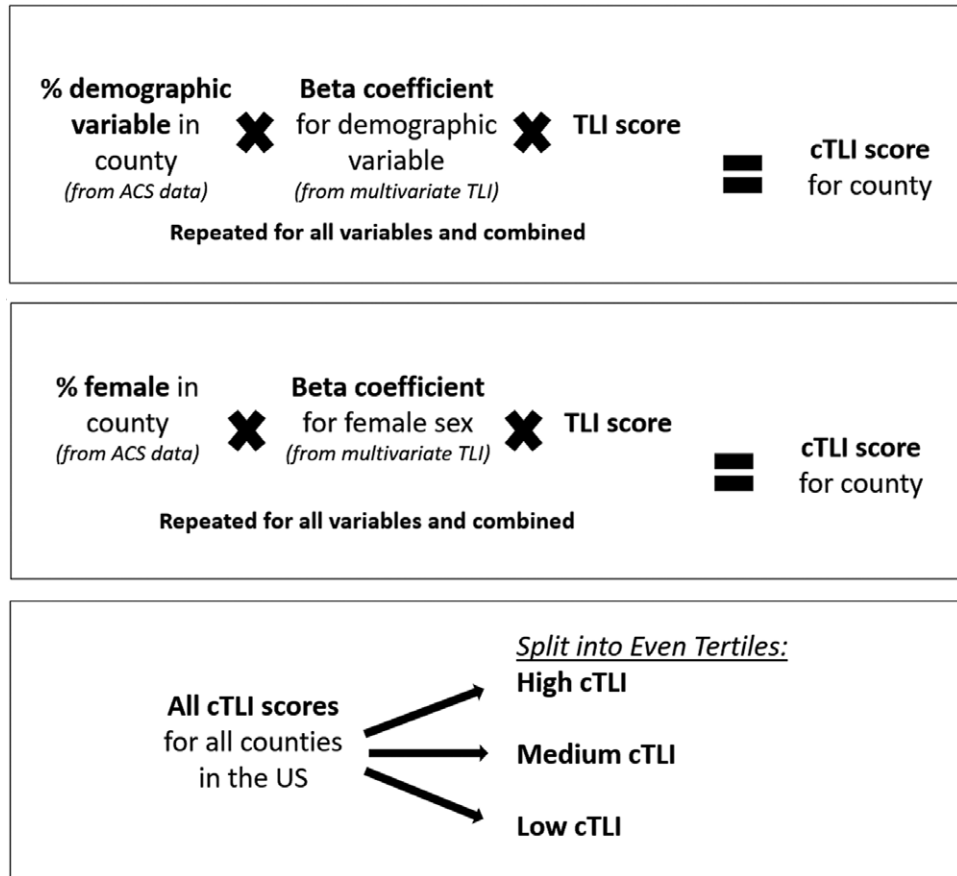 % demographic
variable in
county
(from ACS data)
Beta coefficient
for demographic
variable
(from multivariate TLI)
TLI score
cTLI score
for county
Repeated for all variables and combined
% female in
county
(from ACS data)
Beta coefficient
for female sex
(from multivariate TLI)
TLI score
cTLI score
for county
Repeated for all variables and combined
All cTLI scores
for all counties
in the US
Split into Even Tertiles:
High cTLI
Medium cTLI
Low cTLI